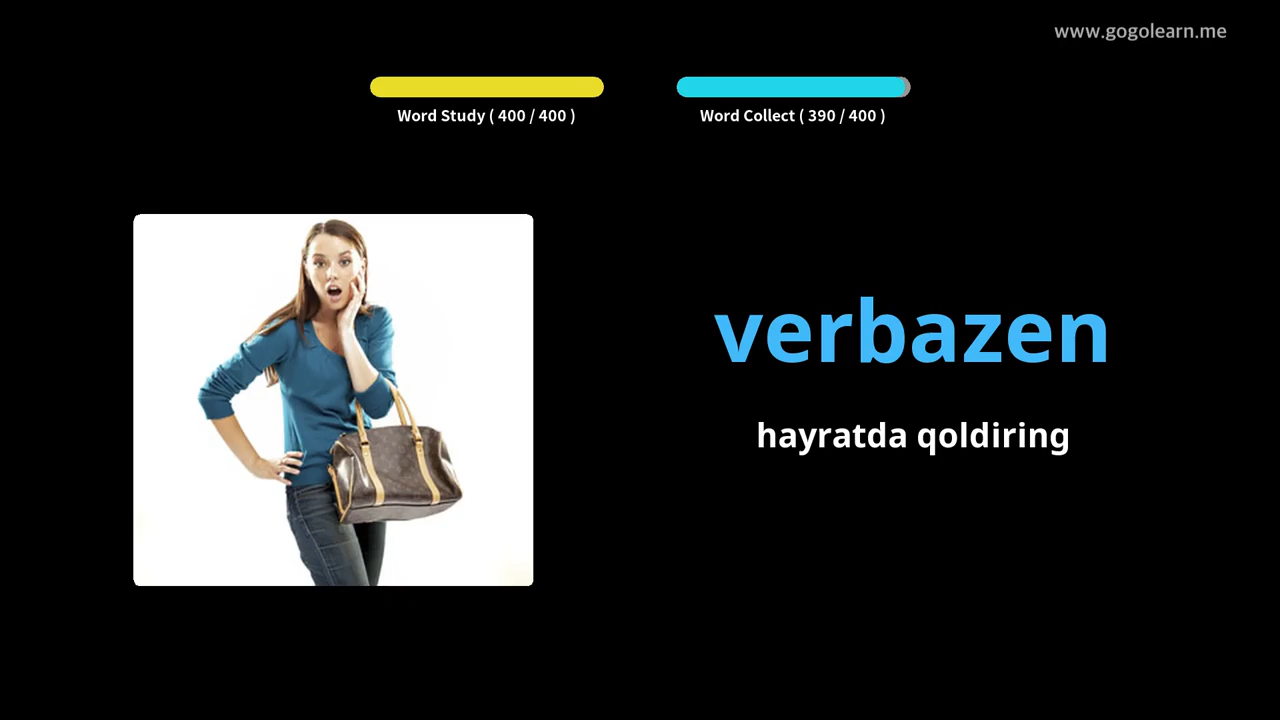 www.gogolearn.me
Word Study ( 400 / 400 )
Word Collect ( 390 / 400 )
verbazen
hayratda qoldiring